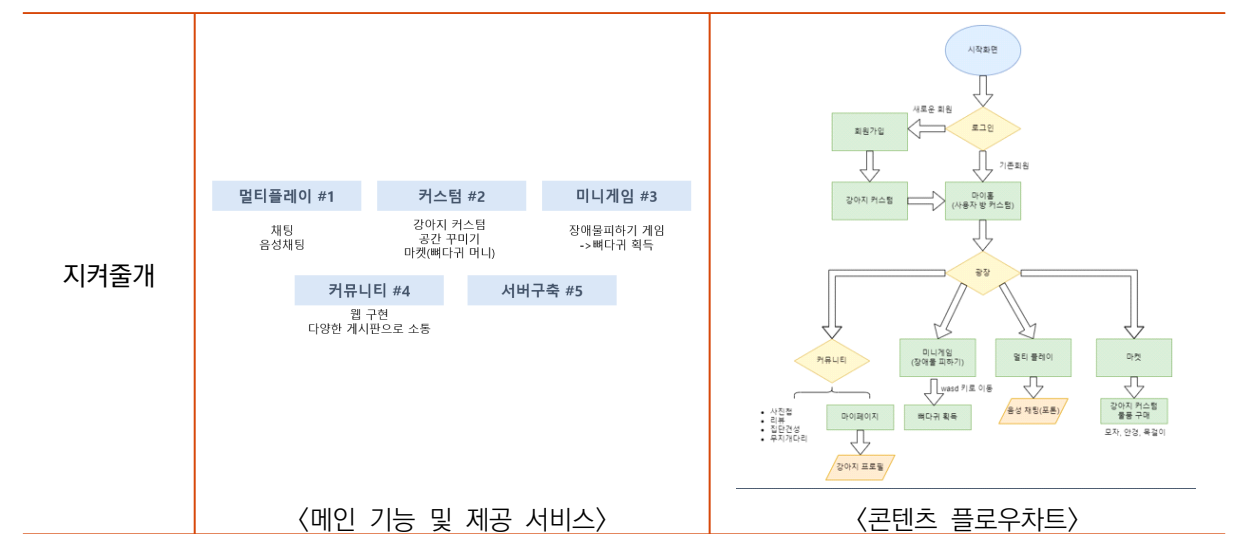 지켜줄개
멀티플레이 #1
채팅
음성채팅
커스텀 #2
강아지 커스텀
공간 꾸미기
마켓(뼈다귀 머니)
미니게임 #3
장애물피하기 게임
->뼈다귀 획득
커뮤니티 #4
웹 구현
다양한 게시판으로 소통
서버구축 #5
〈메인 기능 및 제공 서비스〉
시작화면
새로운 회원
로그인
회원가입
기존회원
강아지 커스텀
마이홈
(사용자 방 커스텀)
광장
커뮤니티
미니게임
(장애물 피하기)
멀티 플레이
마켓
wasd 키로 이동
사진첩
리뷰
집단견성
무지개다리
마이페이지
뼈다귀 획득
음성 채팅(포톤)
강아지 커스텀
물품 구매
모자, 안경, 목걸이
강아지 프로필
〈콘텐츠 플로우차트〉